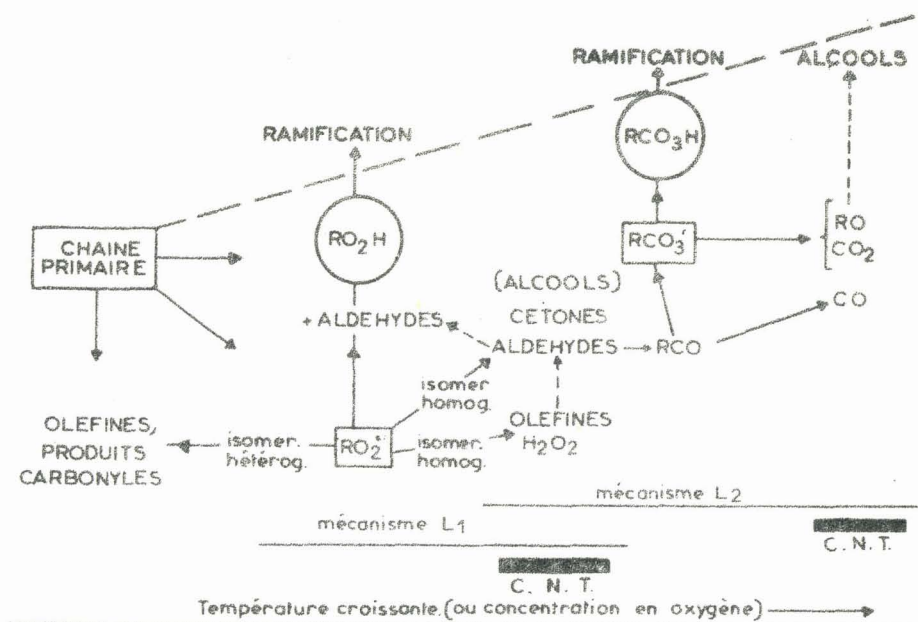 RAMIFICATION
ALCOOLS
RAMIFICATION
RCO3H
CHAINE
PRIMAIRE
RO2H
RCO3·
RO
CO2
(ALCOOLS)
CÉTONES
+ ALDEHYDES
ALDEHYDES
RCO
CO
isomer
homog.
OLEFINES,
PRODUITS
CARBONYLES
isomer.
hétérog.
RO2·
isomer.
homog.
OLEFINES
H2O2
mécanisme L2
mécanisme L1
C. N. T.
C. N. T.
Température croissante.(ou concentration en oxygène)